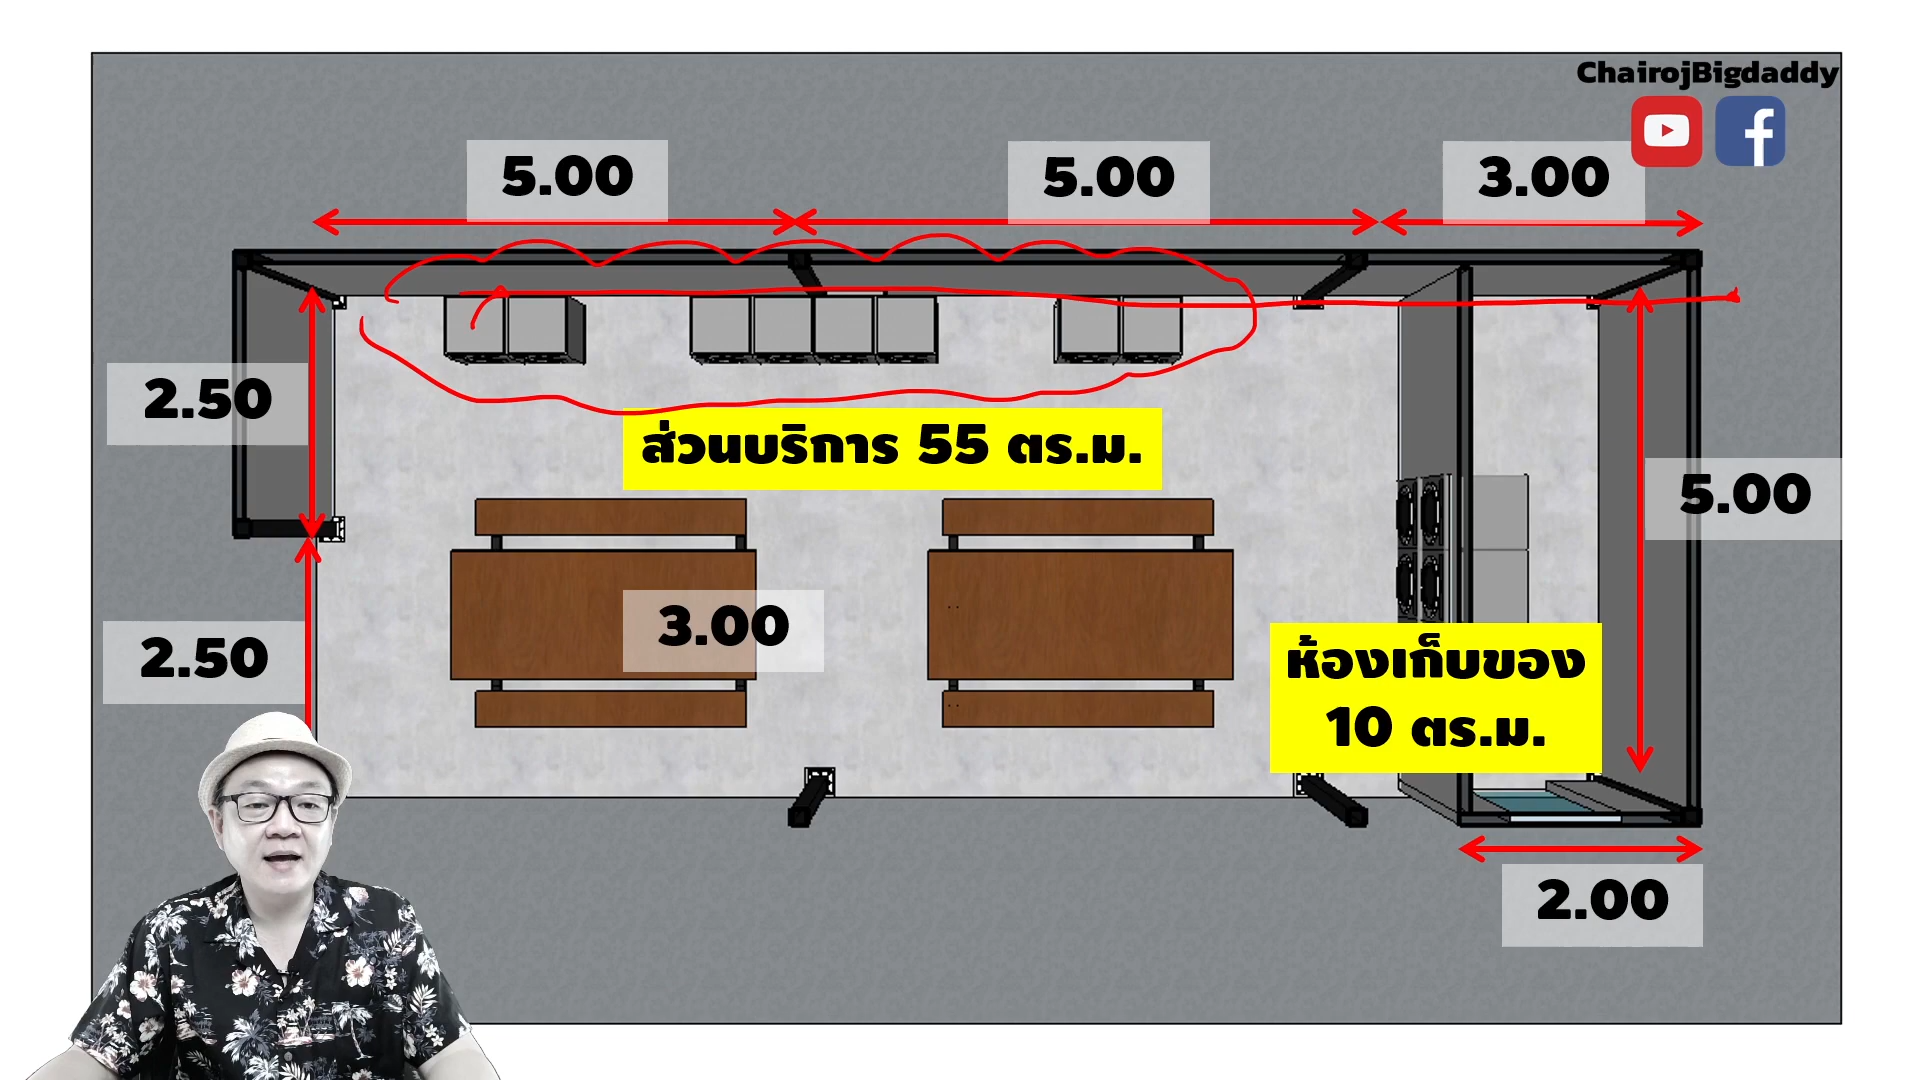 ChairojBigdaddy
5.00
5.00
3.00
2.50
ส่วนบริการ 55 ตร.ม.
5.00
3.00
2.50
ห้องเก็บของ
10 ตร.ม.
2.00